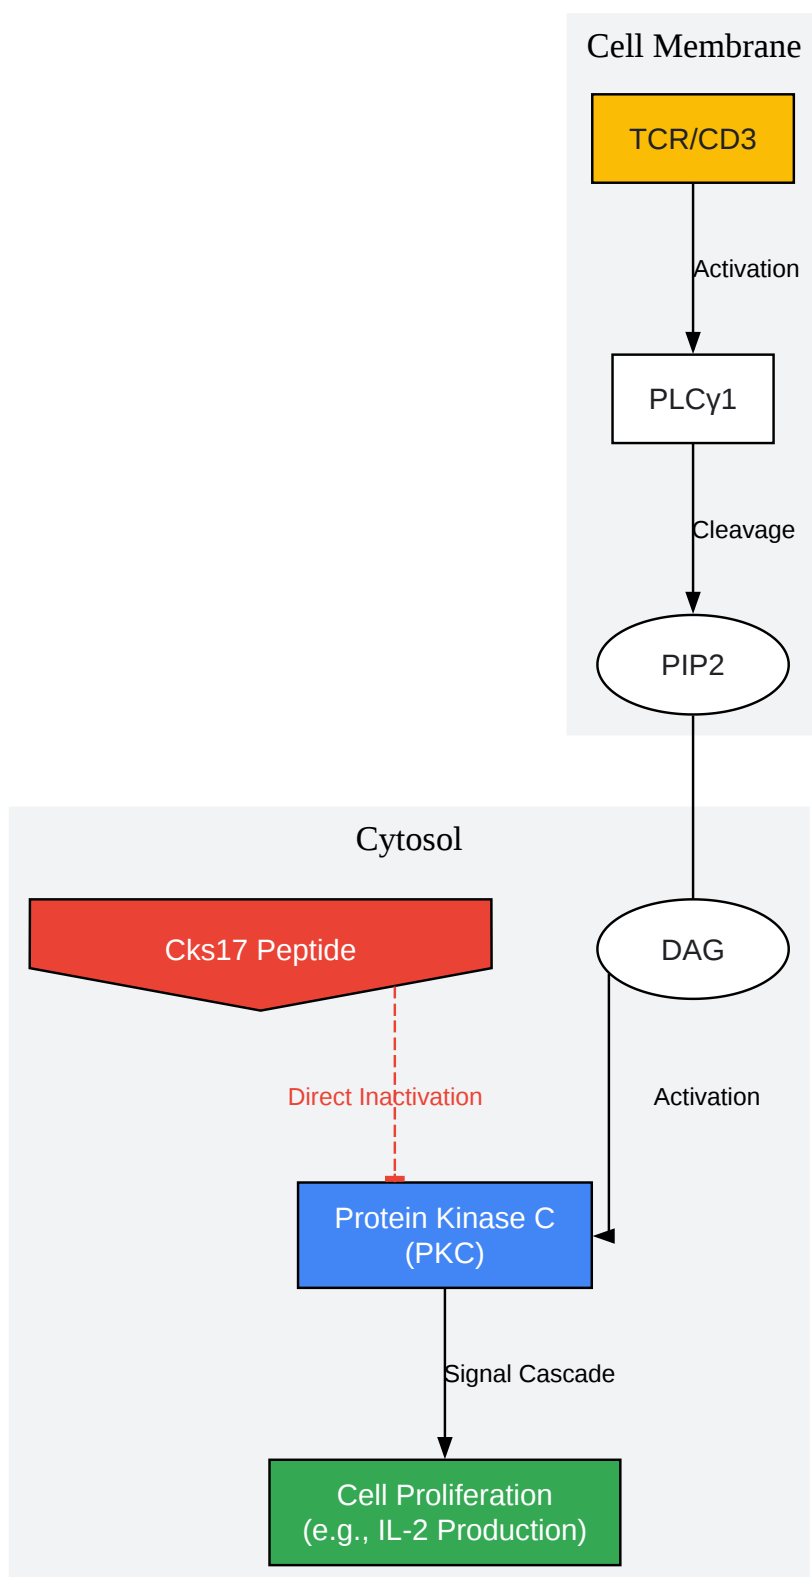 Cell Membrane
TCR/CD3
Activation
PLCγ1
Cleavage
PIP2
Cytosol
Cks17 Peptide
DAG
Direct Inactivation
Activation
Protein Kinase C
(PKC)
Signal Cascade
Cell Proliferation
(e.g., IL-2 Production)